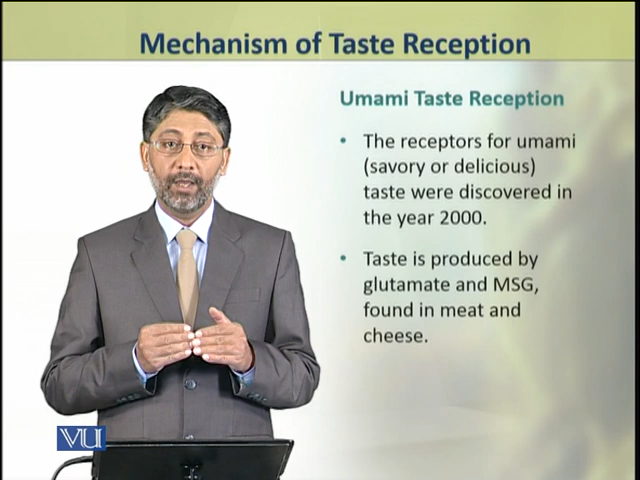 Mechanism of Taste Reception
Umami Taste Reception
• The receptors for umami
(savory or delicious)
taste were discovered in
the year 2000.
• Taste is produced by
glutamate and MSG,
found in meat and
cheese.
VU